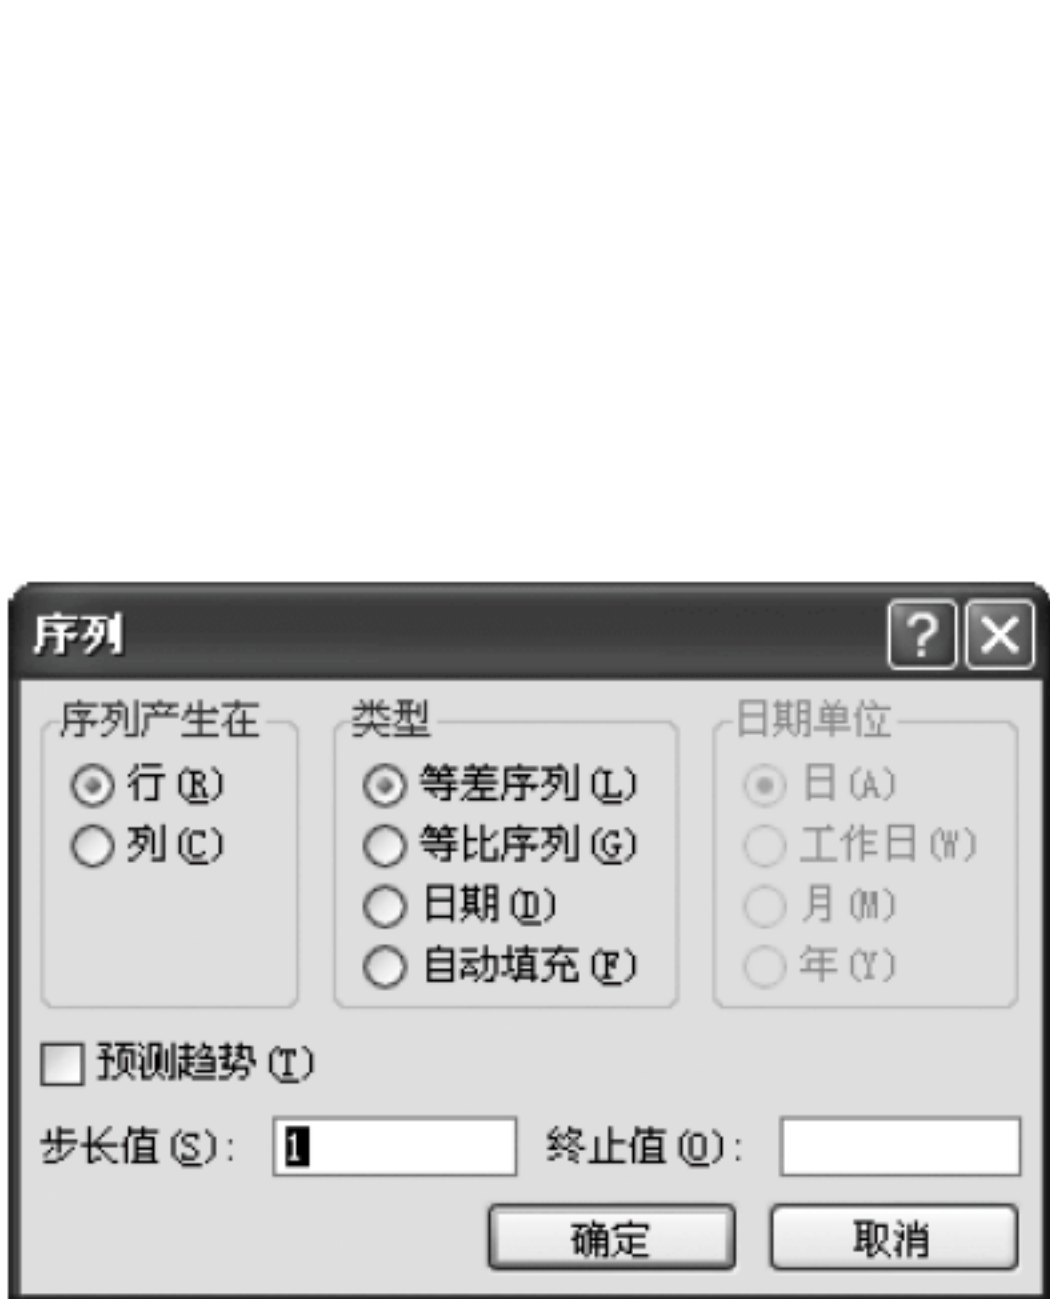 序列
序列产生在 类型 日期单位
行(R) 等差序列(L) 日(A)
列(C) 等比序列(G) 工作日(W)
日期(D) 月(M)
自动填充(F) 年(Y)
预测趋势(T)
步长值(S): 1 终止值(O):
确定 取消